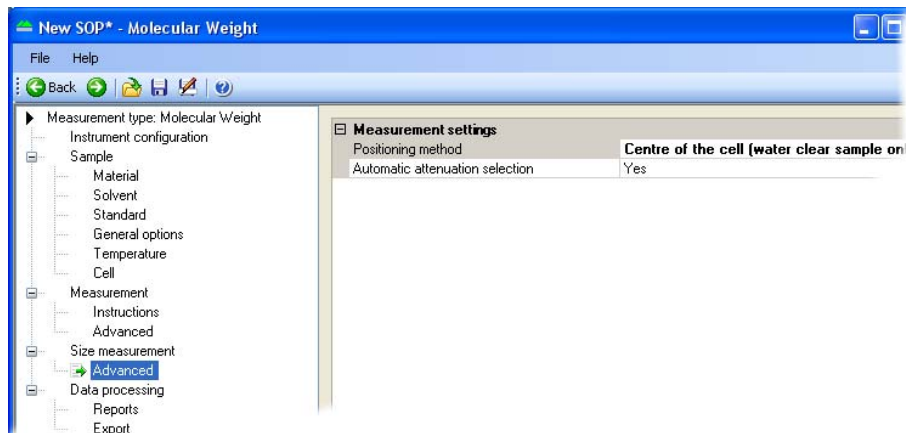 New SOP* - Molecular Weight
File Help
Back
Measurement type: Molecular Weight
Instrument configuration
Sample
Material
Solvent
Standard
General options
Temperature
Cell
Measurement
Instructions
Advanced
Size measurement
Advanced
Data processing
Reports
Export
Measurement settings
Positioning method Centre of the cell (water clear sample on
Automatic attenuation selection Yes